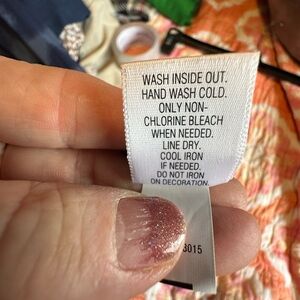 WASH INSIDE OUT.
HAND WASH COLD.
ONLY NON-
CHLORINE BLEACH
WHEN NEEDED.
LINE DRY.
COOL IRON
IF NEEDED.
DO NOT IRON
ON DECORATION.
3015